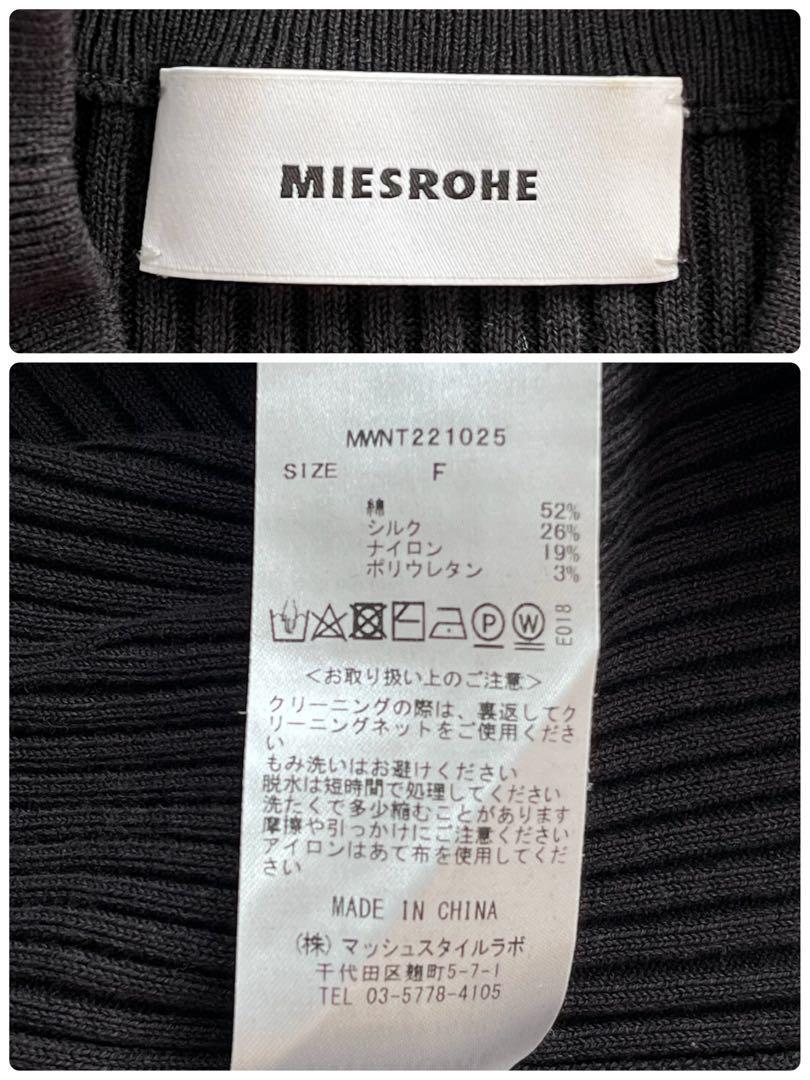 MIESROHE
MWNT221025
SIZE F
綿 52%
シルク 26%
ナイロン 19%
ポリウレタン 3%
P W E018
<お取り扱い上のご注意>
クリーニングの際は、裏返してク
リーニングネットをご使用くださ
い
もみ洗いはお避けください
脱水は短時間で処理してください
洗たくで多少縮むことがあります
摩擦や引っかけにご注意ください
アイロンはあて布を使用してくだ
さい
MADE IN CHINA
(株)マッシュスタイルラボ
千代田区麹町5-7-1
TEL 03-5778-4105